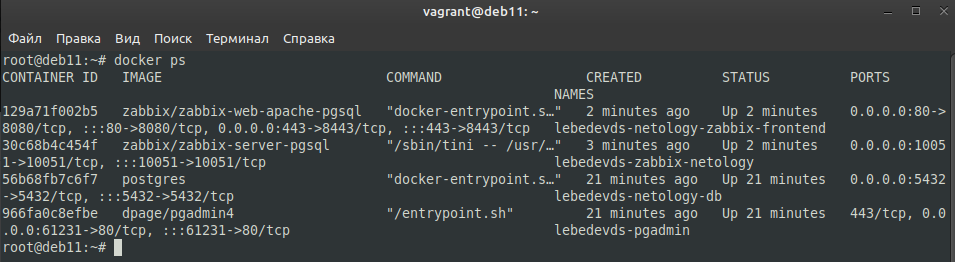 vagrant@deb11: ~
Файл Правка Вид Поиск Терминал Справка
root@deb11:~# docker ps
CONTAINER ID   IMAGE                             COMMAND                  CREATED          STATUS          PORTS
                                                                     NAMES
129a71f002b5   zabbix/zabbix-web-apache-pgsql   "docker-entrypoint.s…"   2 minutes ago    Up 2 minutes    0.0.0.0:80->
8080/tcp, :::80->8080/tcp, 0.0.0.0:443->8443/tcp, :::443->8443/tcp   lebedevds-netology-zabbix-frontend
30c68b4c454f   zabbix/zabbix-server-pgsql       "/sbin/tini -- /usr/…"   3 minutes ago    Up 2 minutes    0.0.0.0:1005
1->10051/tcp, :::10051->10051/tcp                                    lebedevds-zabbix-netology
56b68fb7c6f7   postgres                         "docker-entrypoint.s…"   21 minutes ago   Up 21 minutes   0.0.0.0:5432
->5432/tcp, :::5432->5432/tcp                                        lebedevds-netology-db
966fa0c8efbe   dpage/pgadmin4                   "/entrypoint.sh"         21 minutes ago   Up 21 minutes   443/tcp, 0.0
.0.0:61231->80/tcp, :::61231->80/tcp                                 lebedevds-pgadmin
root@deb11:~#